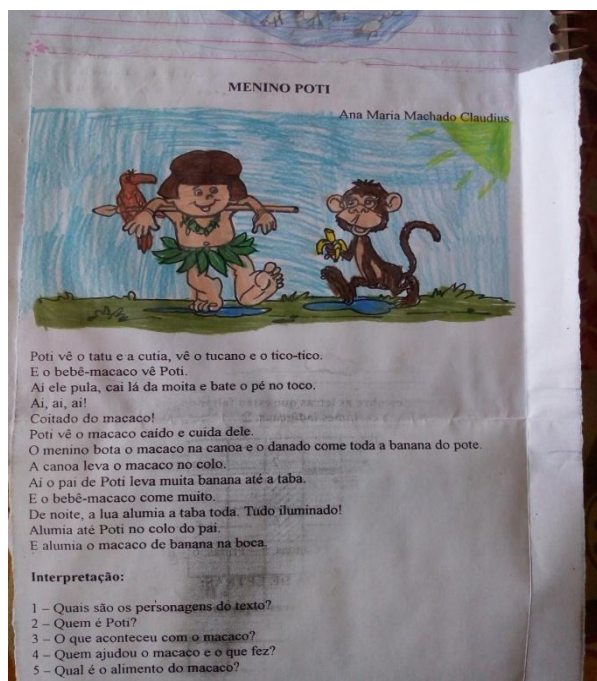 MENINO POTI
Ana Maria Machado Claudius
Poti vê o tatu e a cutia, vê o tucano e o tico-tico.
E o bebê-macaco vê Poti.
Aí ele pula, cai lá da moita e bate o pé no toco.
Ai, ai, ai!
Coitado do macaco!
Poti vê o macaco caído e cuida dele.
O menino bota o macaco na canoa e o danado come toda a banana do pote.
A canoa leva o macaco no colo.
Aí o pai de Poti leva muita banana até a taba.
E o bebê-macaco come muito.
De noite, a lua alumia a taba toda. Tudo iluminado!
Alumia até Poti no colo do pai.
E alumia o macaco de banana na boca.
Interpretação:
1 – Quais são os personagens do texto?
2 – Quem é Poti?
3 – O que aconteceu com o macaco?
4 – Quem ajudou o macaco e o que fez?
5 – Qual é o alimento do macaco?